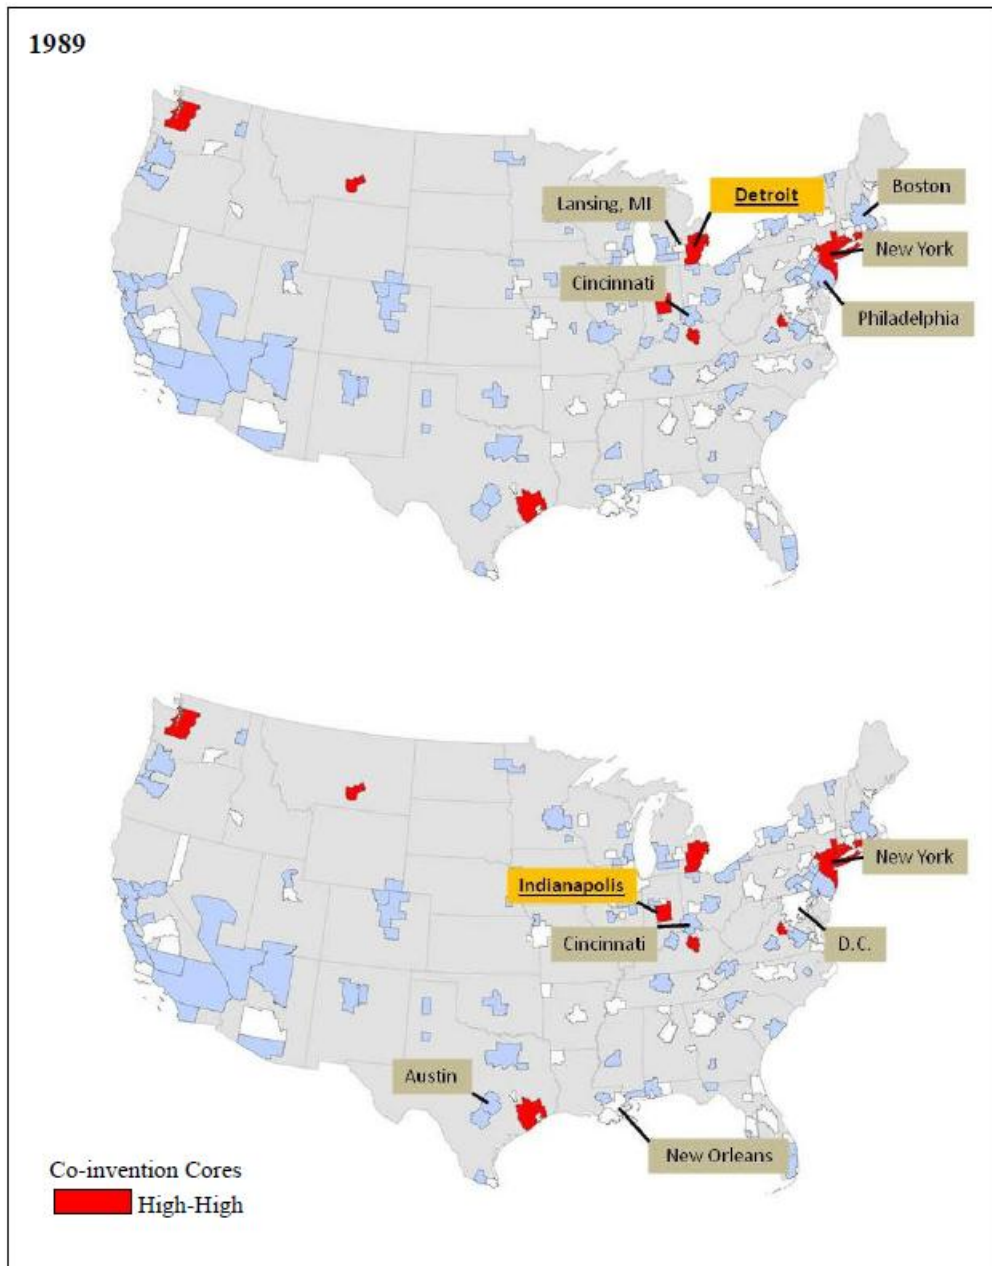 1989
Lansing, MI
Detroit
Boston
New York
Cincinnati
Philadelphia
New York
Indianapolis
Cincinnati
D.C.
Austin
New Orleans
Co-invention Cores
High-High